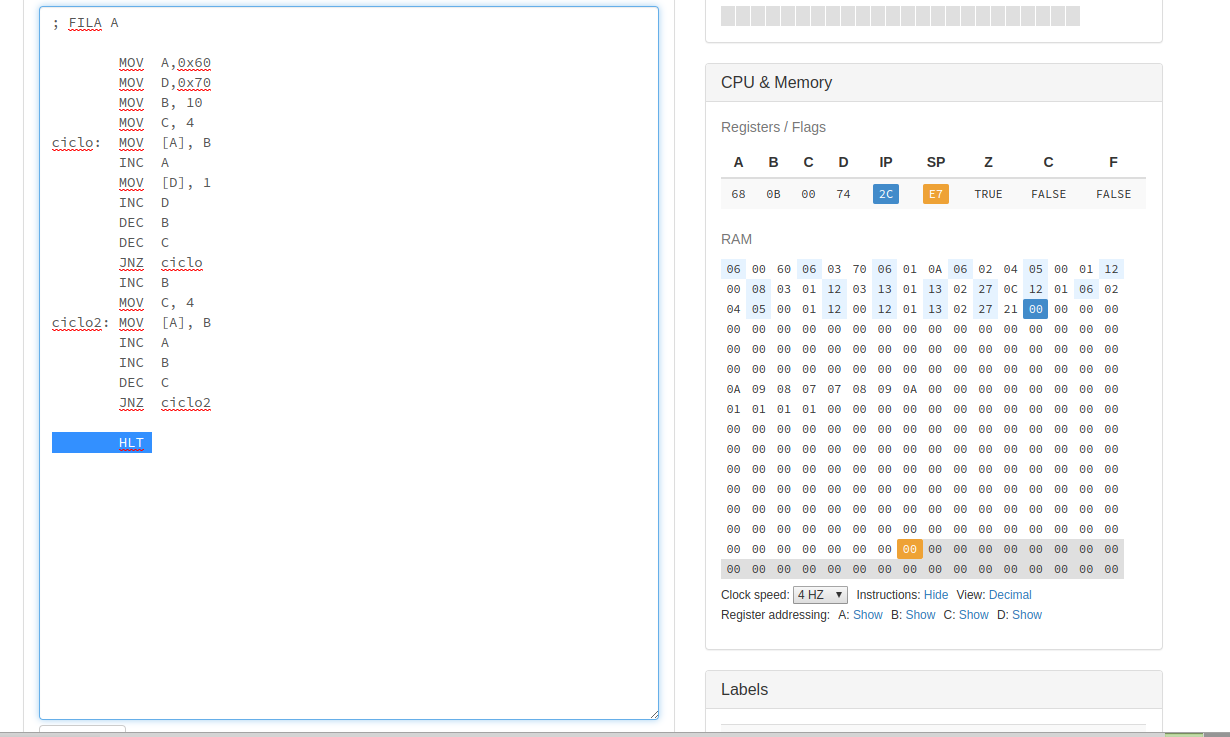 ; FILA A
MOV A,0x60
MOV D,0x70
MOV B, 10
MOV C, 4
ciclo: MOV [A], B
INC A
MOV [D], 1
INC D
DEC B
DEC C
JNZ ciclo
INC B
MOV C, 4
ciclo2: MOV [A], B
INC A
INC B
DEC C
JNZ ciclo2
HLT
CPU & Memory
Registers / Flags
A B C D IP SP Z C F
68 0B 00 74 2C E7 TRUE FALSE FALSE
RAM
06 00 60 06 03 70 06 01 0A 06 02 04 05 00 01 12
00 08 03 01 12 03 13 01 13 02 27 0C 12 01 06 02
04 05 00 01 12 00 12 01 13 02 27 21 00 00 00 00
00 00 00 00 00 00 00 00 00 00 00 00 00 00 00 00
00 00 00 00 00 00 00 00 00 00 00 00 00 00 00 00
00 00 00 00 00 00 00 00 00 00 00 00 00 00 00 00
0A 09 08 07 07 08 09 0A 00 00 00 00 00 00 00 00
01 01 01 01 00 00 00 00 00 00 00 00 00 00 00 00
00 00 00 00 00 00 00 00 00 00 00 00 00 00 00 00
00 00 00 00 00 00 00 00 00 00 00 00 00 00 00 00
00 00 00 00 00 00 00 00 00 00 00 00 00 00 00 00
00 00 00 00 00 00 00 00 00 00 00 00 00 00 00 00
00 00 00 00 00 00 00 00 00 00 00 00 00 00 00 00
00 00 00 00 00 00 00 00 00 00 00 00 00 00 00 00
00 00 00 00 00 00 00 00 00 00 00 00 00 00 00 00
00 00 00 00 00 00 00 00 00 00 00 00 00 00 00 00
Clock speed: 4 HZ Instructions: Hide View: Decimal
Register addressing: A: Show B: Show C: Show D: Show
Labels